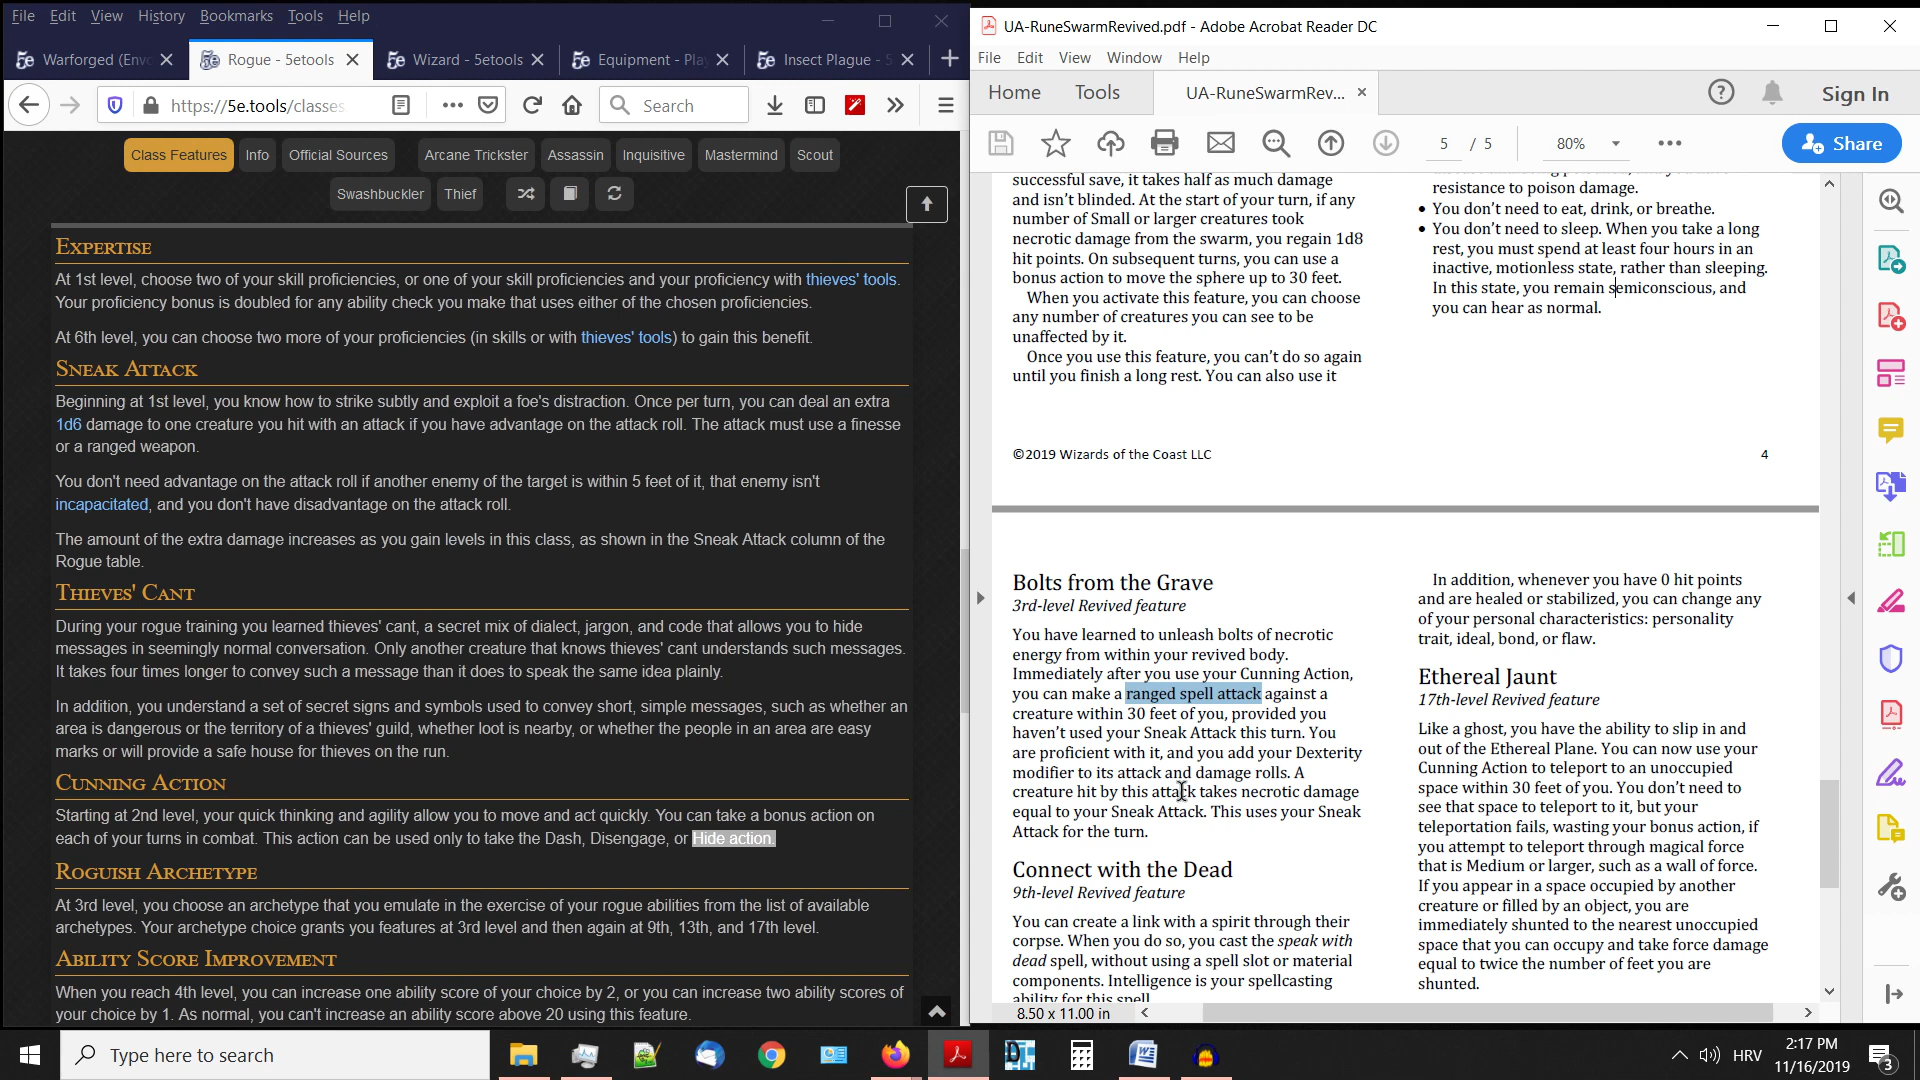 File Edit View History Bookmarks Tools Help
Warforged (Env
Rogue - 5etools
Wizard - 5etools
Equipment - Pla
Insect Plague - 5
https://5e.tools/classes
Search
Class Features Info Official Sources Arcane Trickster Assassin Inquisitive Mastermind Scout
Swashbuckler Thief
EXPERTISE
At 1st level, choose two of your skill proficiencies, or one of your skill proficiencies and your proficiency with thieves' tools.
Your proficiency bonus is doubled for any ability check you make that uses either of the chosen proficiencies.
At 6th level, you can choose two more of your proficiencies (in skills or with thieves' tools) to gain this benefit.
SNEAK ATTACK
Beginning at 1st level, you know how to strike subtly and exploit a foe's distraction. Once per turn, you can deal an extra
1d6 damage to one creature you hit with an attack if you have advantage on the attack roll. The attack must use a finesse
or a ranged weapon.
You don't need advantage on the attack roll if another enemy of the target is within 5 feet of it, that enemy isn't
incapacitated, and you don't have disadvantage on the attack roll.
The amount of the extra damage increases as you gain levels in this class, as shown in the Sneak Attack column of the
Rogue table.
THIEVES' CANT
During your rogue training you learned thieves' cant, a secret mix of dialect, jargon, and code that allows you to hide
messages in seemingly normal conversation. Only another creature that knows thieves' cant understands such messages.
It takes four times longer to convey such a message than it does to speak the same idea plainly.
In addition, you understand a set of secret signs and symbols used to convey short, simple messages, such as whether an
area is dangerous or the territory of a thieves' guild, whether loot is nearby, or whether the people in an area are easy
marks or will provide a safe house for thieves on the run.
CUNNING ACTION
Starting at 2nd level, your quick thinking and agility allow you to move and act quickly. You can take a bonus action on
each of your turns in combat. This action can be used only to take the Dash, Disengage, or Hide action.
ROGUISH ARCHETYPE
At 3rd level, you choose an archetype that you emulate in the exercise of your rogue abilities from the list of available
archetypes. Your archetype choice grants you features at 3rd level and then again at 9th, 13th, and 17th level.
ABILITY SCORE IMPROVEMENT
When you reach 4th level, you can increase one ability score of your choice by 2, or you can increase two ability scores of
your choice by 1. As normal, you can't increase an ability score above 20 using this feature.
UA-RuneSwarmRevived.pdf - Adobe Acrobat Reader DC
File Edit View Window Help
Home Tools UA-RuneSwarmRev... Sign In
5 / 5 80% Share
successful save, it takes half as much damage
and isn't blinded. At the start of your turn, if any
number of Small or larger creatures took
necrotic damage from the swarm, you regain 1d8
hit points. On subsequent turns, you can use a
bonus action to move the sphere up to 30 feet.
When you activate this feature, you can choose
any number of creatures you can see to be
unaffected by it.
Once you use this feature, you can't do so again
until you finish a long rest. You can also use it
resistance to poison damage.
• You don't need to eat, drink, or breathe.
• You don't need to sleep. When you take a long
rest, you must spend at least four hours in an
inactive, motionless state, rather than sleeping.
In this state, you remain semiconscious, and
you can hear as normal.
©2019 Wizards of the Coast LLC 4
Bolts from the Grave
3rd-level Revived feature
You have learned to unleash bolts of necrotic
energy from within your revived body.
Immediately after you use your Cunning Action,
you can make a ranged spell attack against a
creature within 30 feet of you, provided you
haven't used your Sneak Attack this turn. You
are proficient with it, and you add your Dexterity
modifier to its attack and damage rolls. A
creature hit by this attack takes necrotic damage
equal to your Sneak Attack. This uses your Sneak
Attack for the turn.
Connect with the Dead
9th-level Revived feature
You can create a link with a spirit through their
corpse. When you do so, you cast the speak with
dead spell, without using a spell slot or material
components. Intelligence is your spellcasting
ability for this spell
In addition, whenever you have 0 hit points
and are healed or stabilized, you can change any
of your personal characteristics: personality
trait, ideal, bond, or flaw.
Ethereal Jaunt
17th-level Revived feature
Like a ghost, you have the ability to slip in and
out of the Ethereal Plane. You can now use your
Cunning Action to teleport to an unoccupied
space within 30 feet of you. You don't need to
see that space to teleport to it, but your
teleportation fails, wasting your bonus action, if
you attempt to teleport through magical force
that is Medium or larger, such as a wall of force.
If you appear in a space occupied by another
creature or filled by an object, you are
immediately shunted to the nearest unoccupied
space that you can occupy and take force damage
equal to twice the number of feet you are
shunted.
8.50 x 11.00 in
Type here to search
HRV
2:17 PM
11/16/2019
3